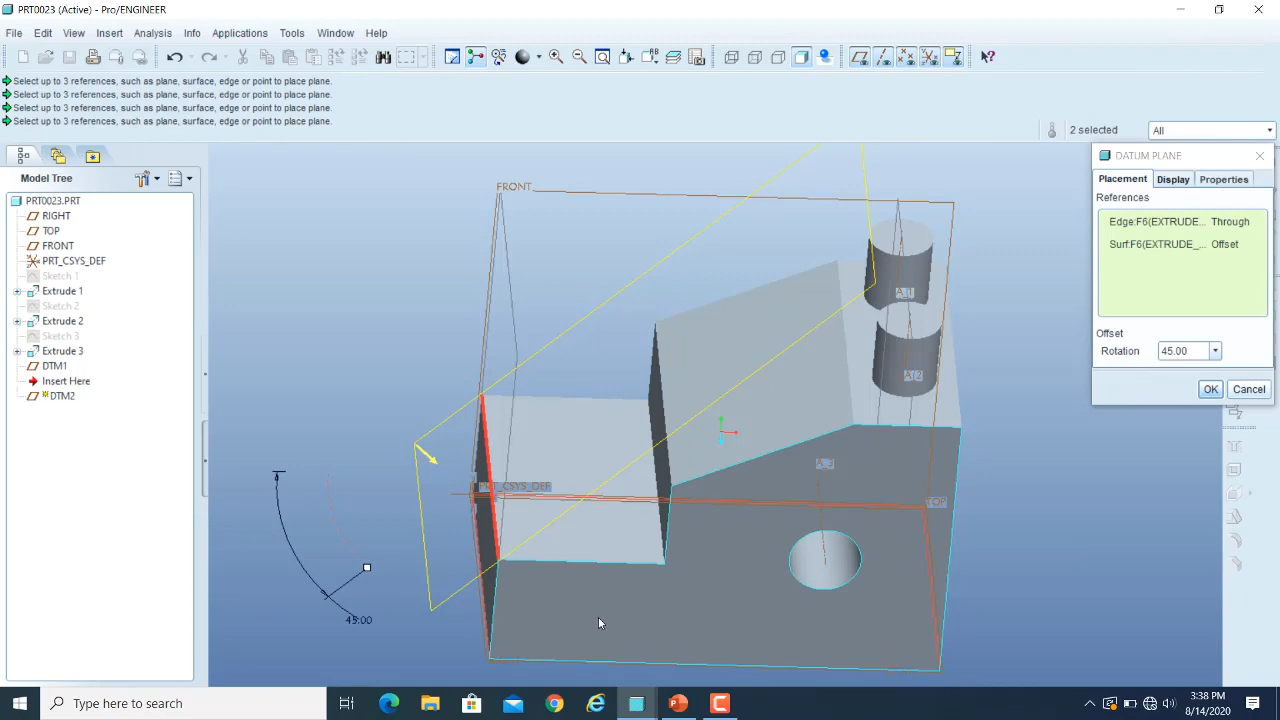 PRT0023 (Active) - Pro/ENGINEER
File Edit View Insert Analysis Info Applications Tools Window Help
Select up to 3 references, such as plane, surface, edge or point to place plane.
Select up to 3 references, such as plane, surface, edge or point to place plane.
Select up to 3 references, such as plane, surface, edge or point to place plane.
Select up to 3 references, such as plane, surface, edge or point to place plane.
2 selected All
Model Tree
PRT0023.PRT
RIGHT
TOP
FRONT
PRT_CSYS_DEF
Sketch 1
Extrude 1
Sketch 2
Extrude 2
Sketch 3
Extrude 3
DTM1
Insert Here
DTM2
FRONT
A_1
A_2
A_3
PRT_CSYS_DEF
TOP
45.00
DATUM PLANE
Placement Display Properties
References
Edge:F6(EXTRUDE... Through
Surf:F6(EXTRUDE_... Offset
Offset
Rotation 45.00
OK Cancel
Type here to search
3:38 PM
8/14/2020